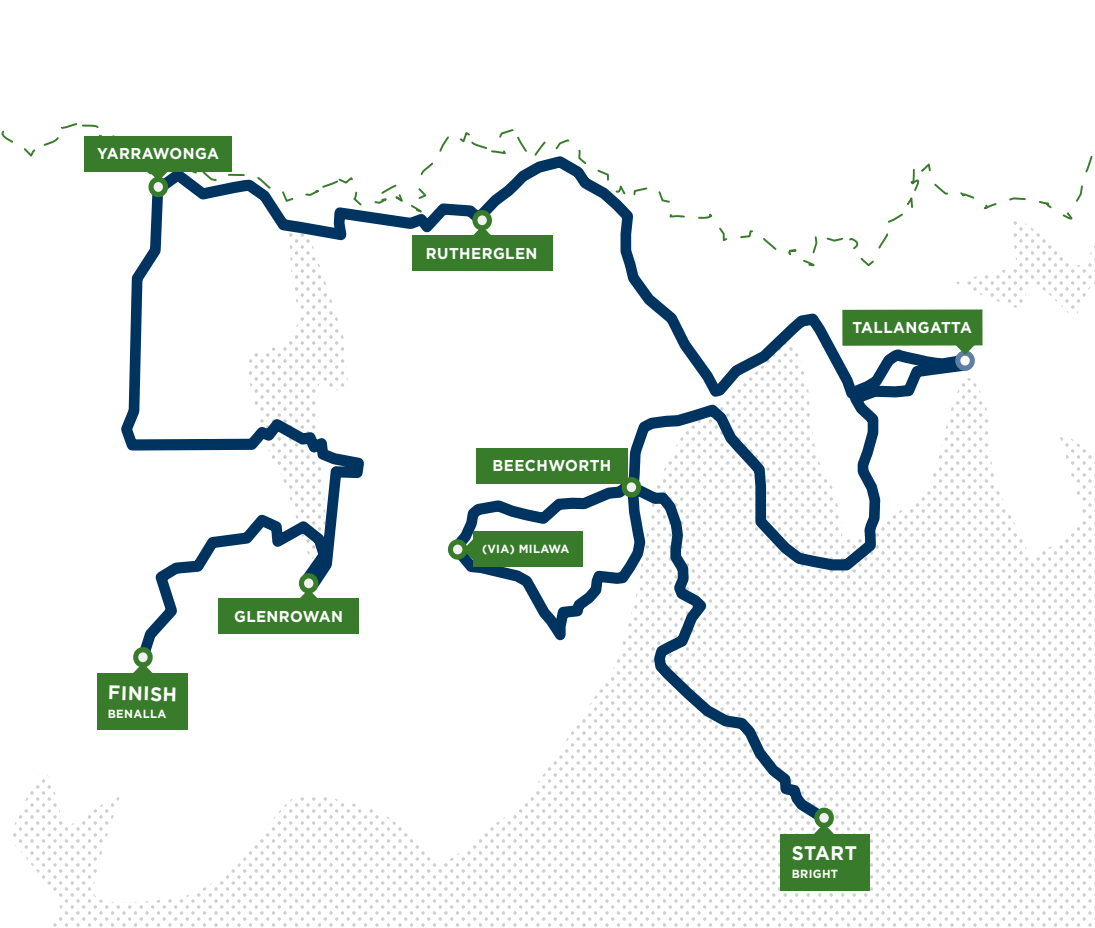 YARRAWONGA
RUTHERGLEN
TALLANGATTA
BEECHWORTH
(VIA) MILAWA
GLENROWAN
FINISH
BENALLA
START
BRIGHT